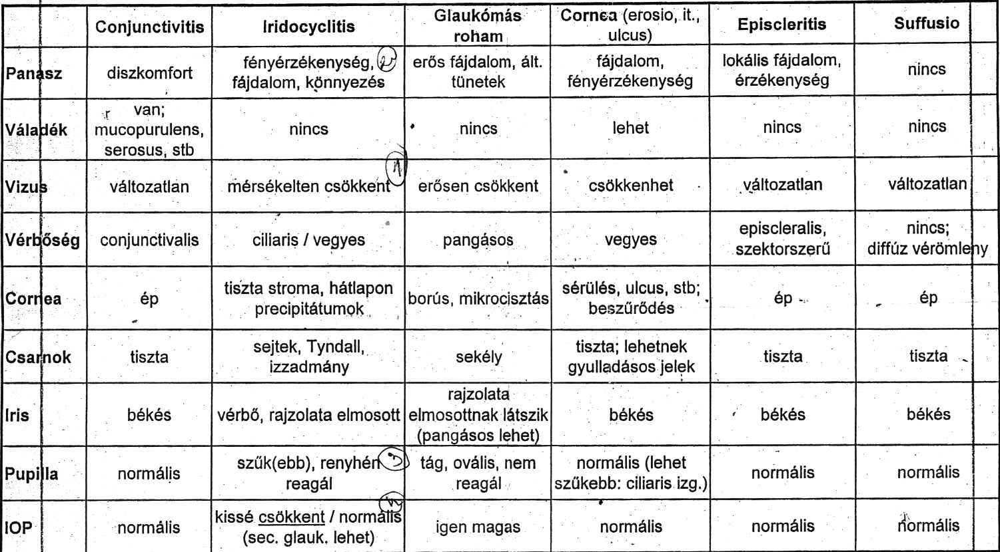 Conjunctivitis Iridocyclitis Glaukómás roham Cornea (erosio, it., ulcus) Episcleritis Suffusio
Panasz diszkomfort fényérzékenység, fájdalom, könnyezés erős fájdalom, ált. tünetek fájdalom, fényérzékenység lokális fájdalom, érzékenység nincs
Váladék van; mucopurulens, serosus, stb nincs nincs lehet nincs nincs
Vizus változatlan mérsékelten csökkent 1 erősen csökkent csökkenhet változatlan változatlan
Vérbőség conjunctivalis ciliaris / vegyes pangásos vegyes episcleralis, szektorszerű nincs; diffúz vérömleny
Cornea ép tiszta stroma, hátlapon precipitátumok borús, mikrocisztás sérülés, ulcus, stb; beszűrődés ép ép
Csarnok tiszta sejtek, Tyndall, izzadmány sekély tiszta; lehetnek gyulladásos jelek tiszta tiszta
Iris békés vérbő, rajzolata elmosott rajzolata elmosottnak látszik (pangásos lehet) békés békés békés
Pupilla normális szűk(ebb), renyhén reagál 3 tág, ovális, nem reagál normális (lehet szűkebb: ciliaris izg.) normális normális
IOP normális kissé csökkent / normális (sec. glauk. lehet) igen magas normális normális normális